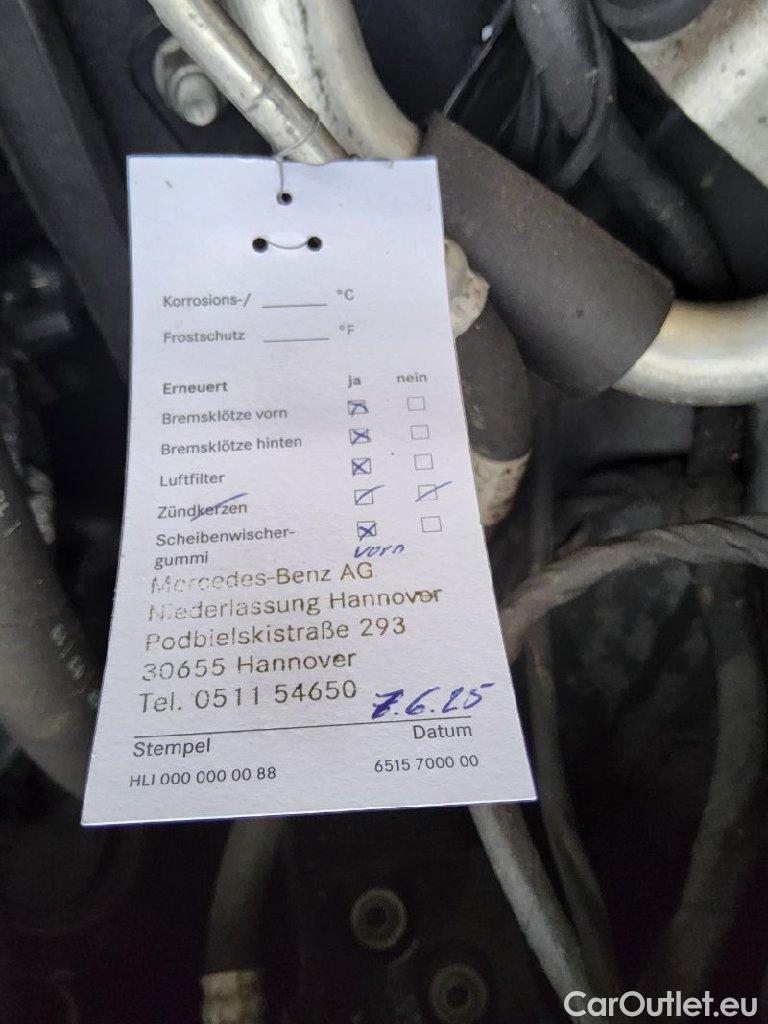 Korrosions-/ ______ °C
Frostschutz ______ °F
Erneuert ja nein
Bremsklötze vorn ☒ ☐
Bremsklötze hinten ☒ ☐
Luftfilter ☒ ☐
Zündkerzen
Scheibenwischer- ☒ ☐
gummi vorn
Mercedes-Benz AG
Niederlassung Hannover
Podbielskistraße 293
30655 Hannover
Tel. 0511 54650 7.6.25
Stempel Datum
HLI 000 000 00 88 6515 7000 00
CarOutlet.eu